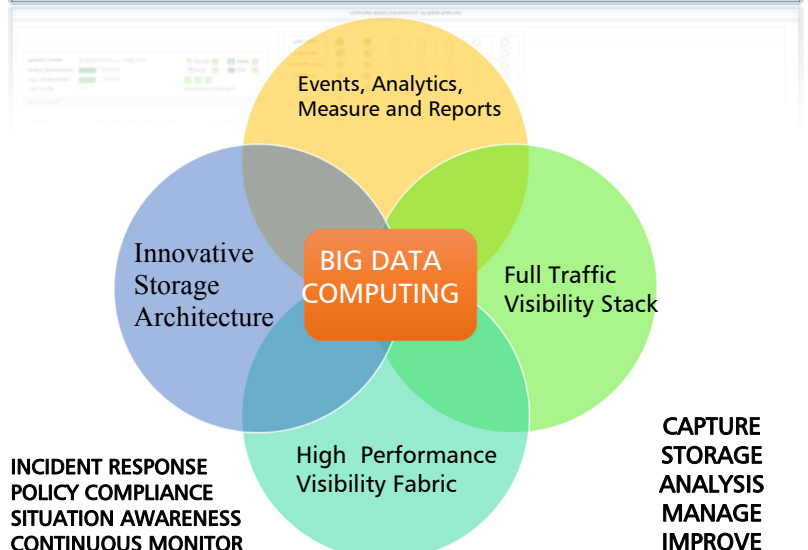 Events, Analytics,
Measure and Reports
Innovative
Storage
Architecture
BIG DATA
COMPUTING
Full Traffic
Visibility Stack
High Performance
Visibility Fabric
INCIDENT RESPONSE
POLICY COMPLIANCE
SITUATION AWARENESS
CONTINUOUS MONITOR
CAPTURE
STORAGE
ANALYSIS
MANAGE
IMPROVE